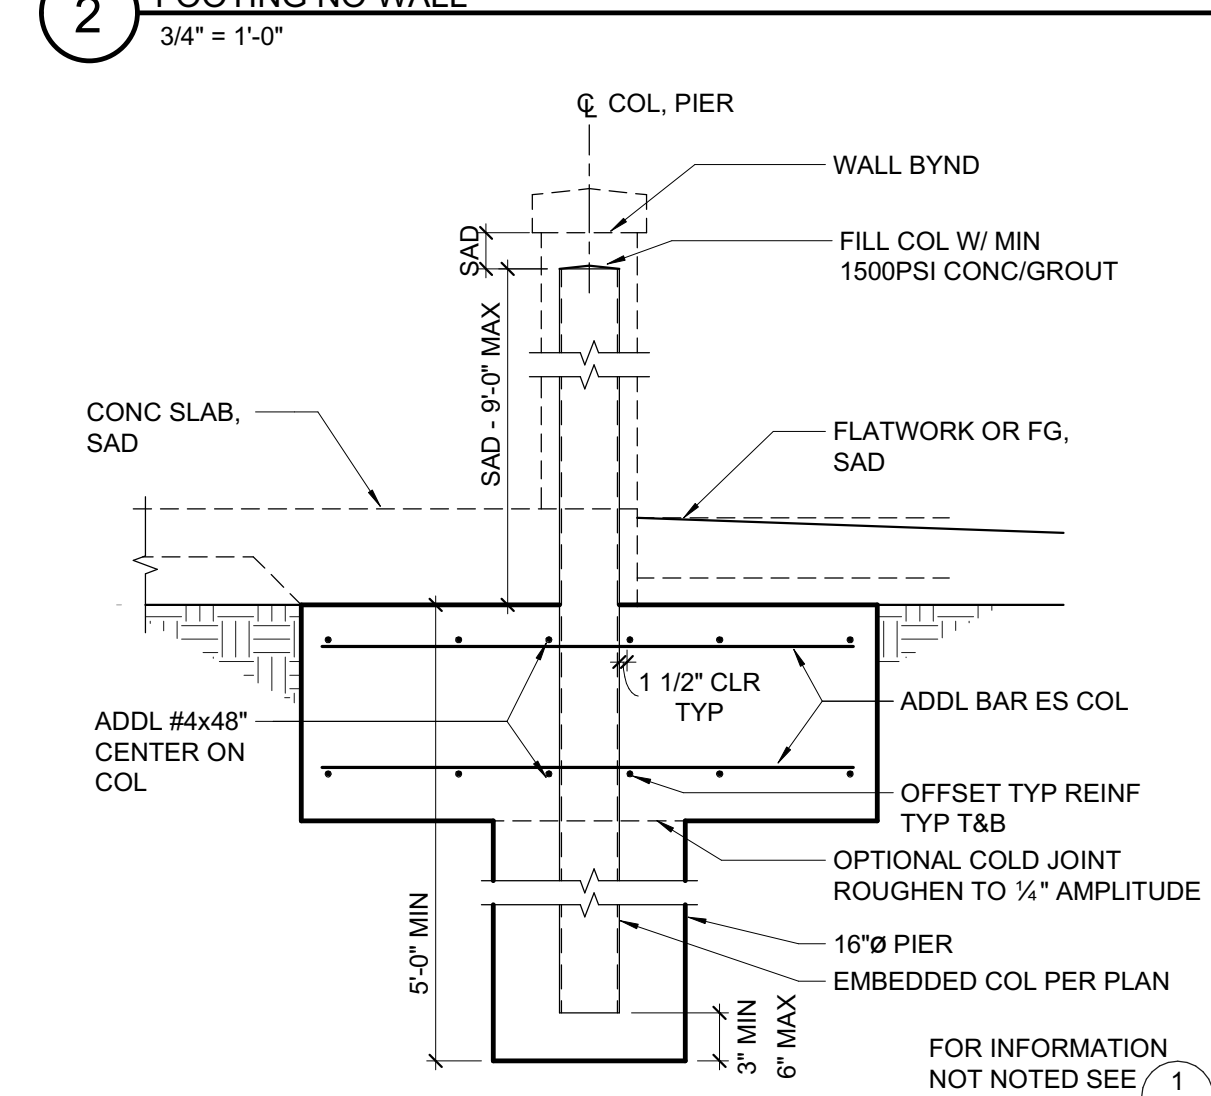 2
FOOTING NO WALL
3/4" = 1'-0"
℄ COL, PIER
WALL BYND
SAD
FILL COL W/ MIN
1500PSI CONC/GROUT
SAD - 9'-0" MAX
CONC SLAB,
SAD
FLATWORK OR FG,
SAD
1 1/2" CLR
TYP
ADDL BAR ES COL
ADDL #4x48"
CENTER ON
COL
OFFSET TYP REINF
TYP T&B
OPTIONAL COLD JOINT
ROUGHEN TO ¼" AMPLITUDE
5'-0" MIN
16"Ø PIER
EMBEDDED COL PER PLAN
3" MIN
6" MAX
FOR INFORMATION
NOT NOTED SEE 1